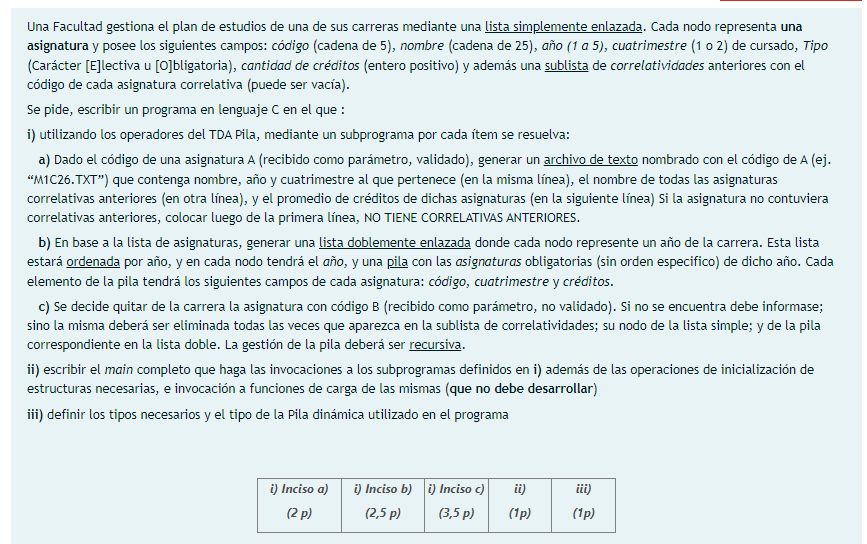 Una Facultad gestiona el plan de estudios de una de sus carreras mediante una lista simplemente enlazada. Cada nodo representa una
asignatura y posee los siguientes campos: código (cadena de 5), nombre (cadena de 25), año (1 a 5), cuatrimestre (1 o 2) de cursado, Tipo
(Carácter [E]lectiva u [O]bligatoria), cantidad de créditos (entero positivo) y además una sublista de correlatividades anteriores con el
código de cada asignatura correlativa (puede ser vacía).
Se pide, escribir un programa en lenguaje C en el que :
i) utilizando los operadores del TDA Pila, mediante un subprograma por cada ítem se resuelva:
a) Dado el código de una asignatura A (recibido como parámetro, validado), generar un archivo de texto nombrado con el código de A (ej.
“M1C26.TXT”) que contenga nombre, año y cuatrimestre al que pertenece (en la misma línea), el nombre de todas las asignaturas
correlativas anteriores (en otra línea), y el promedio de créditos de dichas asignaturas (en la siguiente línea) Si la asignatura no contuviera
correlativas anteriores, colocar luego de la primera línea, NO TIENE CORRELATIVAS ANTERIORES.
b) En base a la lista de asignaturas, generar una lista doblemente enlazada donde cada nodo represente un año de la carrera. Esta lista
estará ordenada por año, y en cada nodo tendrá el año, y una pila con las asignaturas obligatorias (sin orden especifico) de dicho año. Cada
elemento de la pila tendrá los siguientes campos de cada asignatura: código, cuatrimestre y créditos.
c) Se decide quitar de la carrera la asignatura con código B (recibido como parámetro, no validado). Si no se encuentra debe informase;
sino la misma deberá ser eliminada todas las veces que aparezca en la sublista de correlatividades; su nodo de la lista simple; y de la pila
correspondiente en la lista doble. La gestión de la pila deberá ser recursiva.
ii) escribir el main completo que haga las invocaciones a los subprogramas definidos en i) además de las operaciones de inicialización de
estructuras necesarias, e invocación a funciones de carga de las mismas (que no debe desarrollar)
iii) definir los tipos necesarios y el tipo de la Pila dinámica utilizado en el programa
i) Inciso a) i) Inciso b) i) Inciso c) ii) iii)
(2 p) (2,5 p) (3,5 p) (1p) (1p)